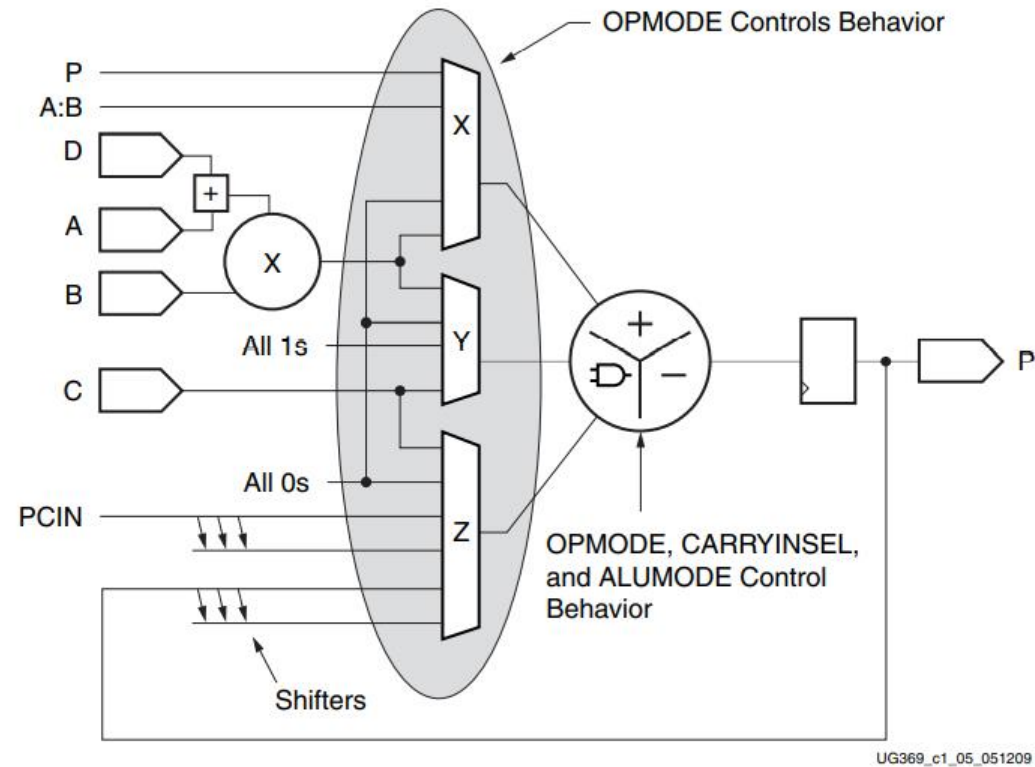 OPMODE Controls Behavior
P
A:B
D
+
A
X
B
X
All 1s
Y
C
+
−
P
All 0s
PCIN
Z
OPMODE, CARRYINSEL,
and ALUMODE Control
Behavior
Shifters
UG369_c1_05_051209